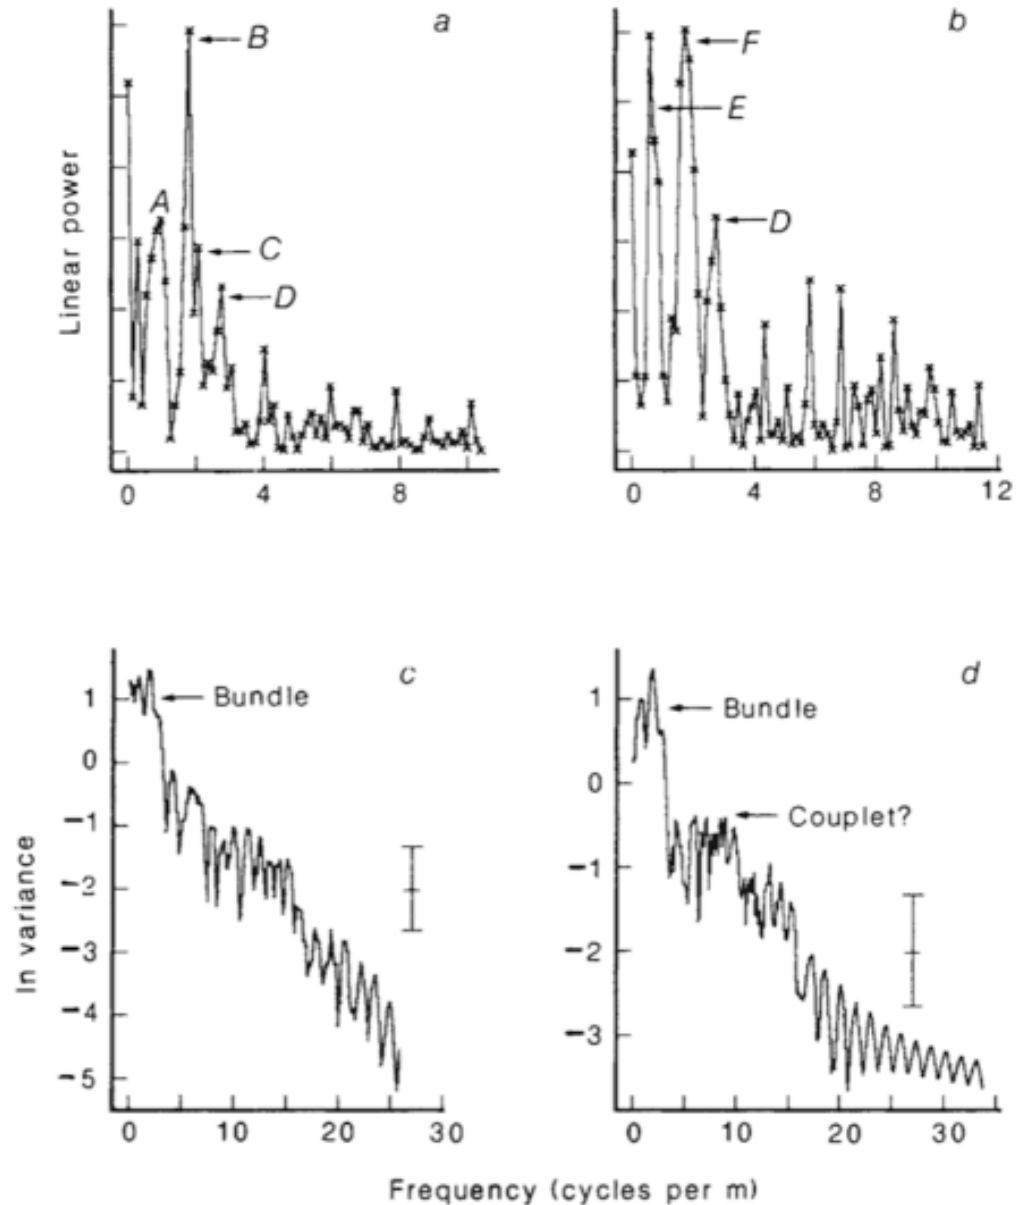 a
B
A
C
D
Linear power
0 4 8
b
F
E
D
0 4 8 12
c
Bundle
1
0
−1
−2
−3
−4
−5
ln variance
0 10 20 30
d
Bundle
Couplet?
1
0
−1
−2
−3
0 10 20 30
Frequency (cycles per m)